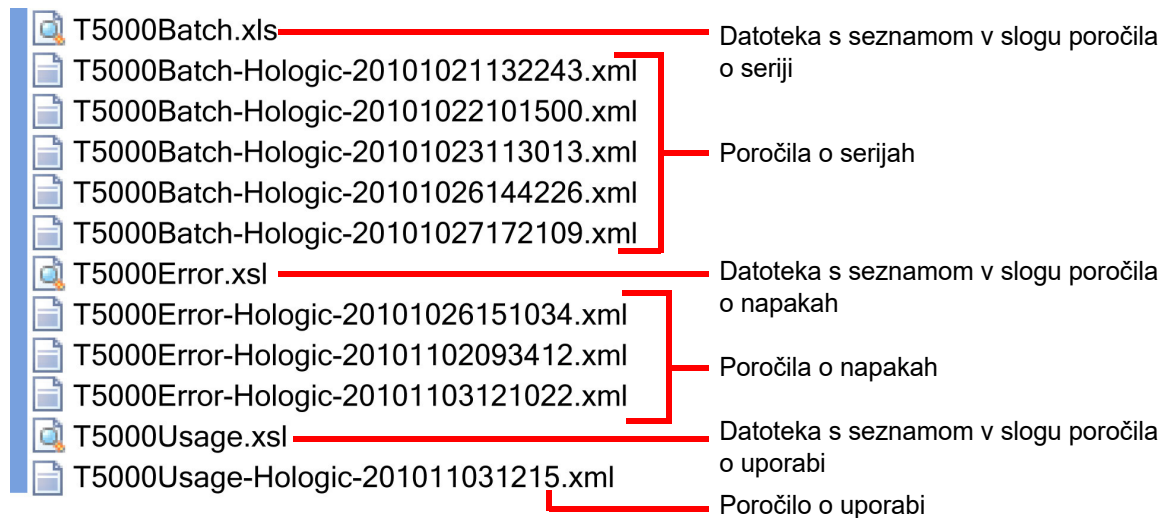 T5000Batch.xls
Datoteka s seznamom v slogu poročila
o seriji
T5000Batch-Hologic-20101021132243.xml
T5000Batch-Hologic-20101022101500.xml
T5000Batch-Hologic-20101023113013.xml
Poročila o serijah
T5000Batch-Hologic-20101026144226.xml
T5000Batch-Hologic-20101027172109.xml
T5000Error.xsl
Datoteka s seznamom v slogu poročila
o napakah
T5000Error-Hologic-20101026151034.xml
T5000Error-Hologic-20101102093412.xml
Poročila o napakah
T5000Error-Hologic-20101103121022.xml
T5000Usage.xsl
Datoteka s seznamom v slogu poročila
o uporabi
T5000Usage-Hologic-201011031215.xml
Poročilo o uporabi